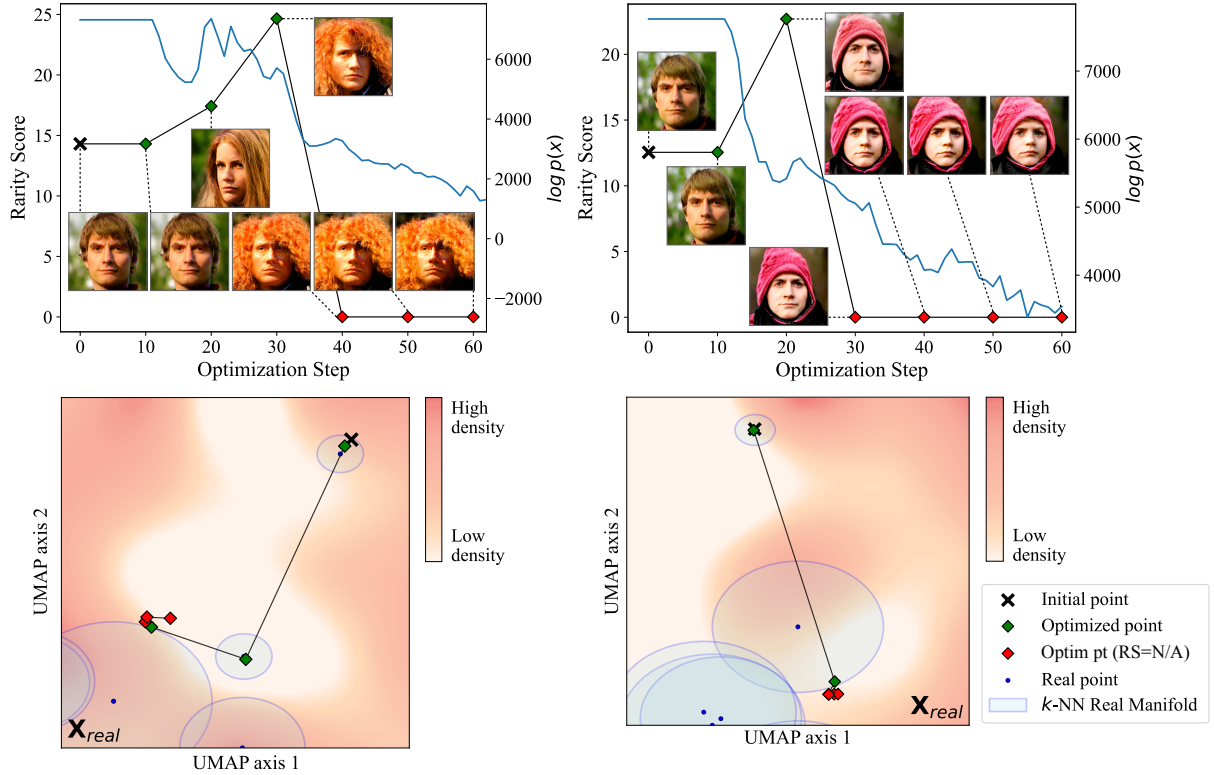 25
20
15
10
5
0
Rarity Score
6000
4000
2000
0
−2000
log p(x)
0 10 20 30 40 50 60
Optimization Step
20
15
10
5
0
Rarity Score
7000
6000
5000
4000
log p(x)
0 10 20 30 40 50 60
Optimization Step
High
density
Low
density
UMAP axis 2
X_real
UMAP axis 1
High
density
Low
density
UMAP axis 2
X_real
UMAP axis 1
Initial point
Optimized point
Optim pt (RS=N/A)
Real point
k-NN Real Manifold